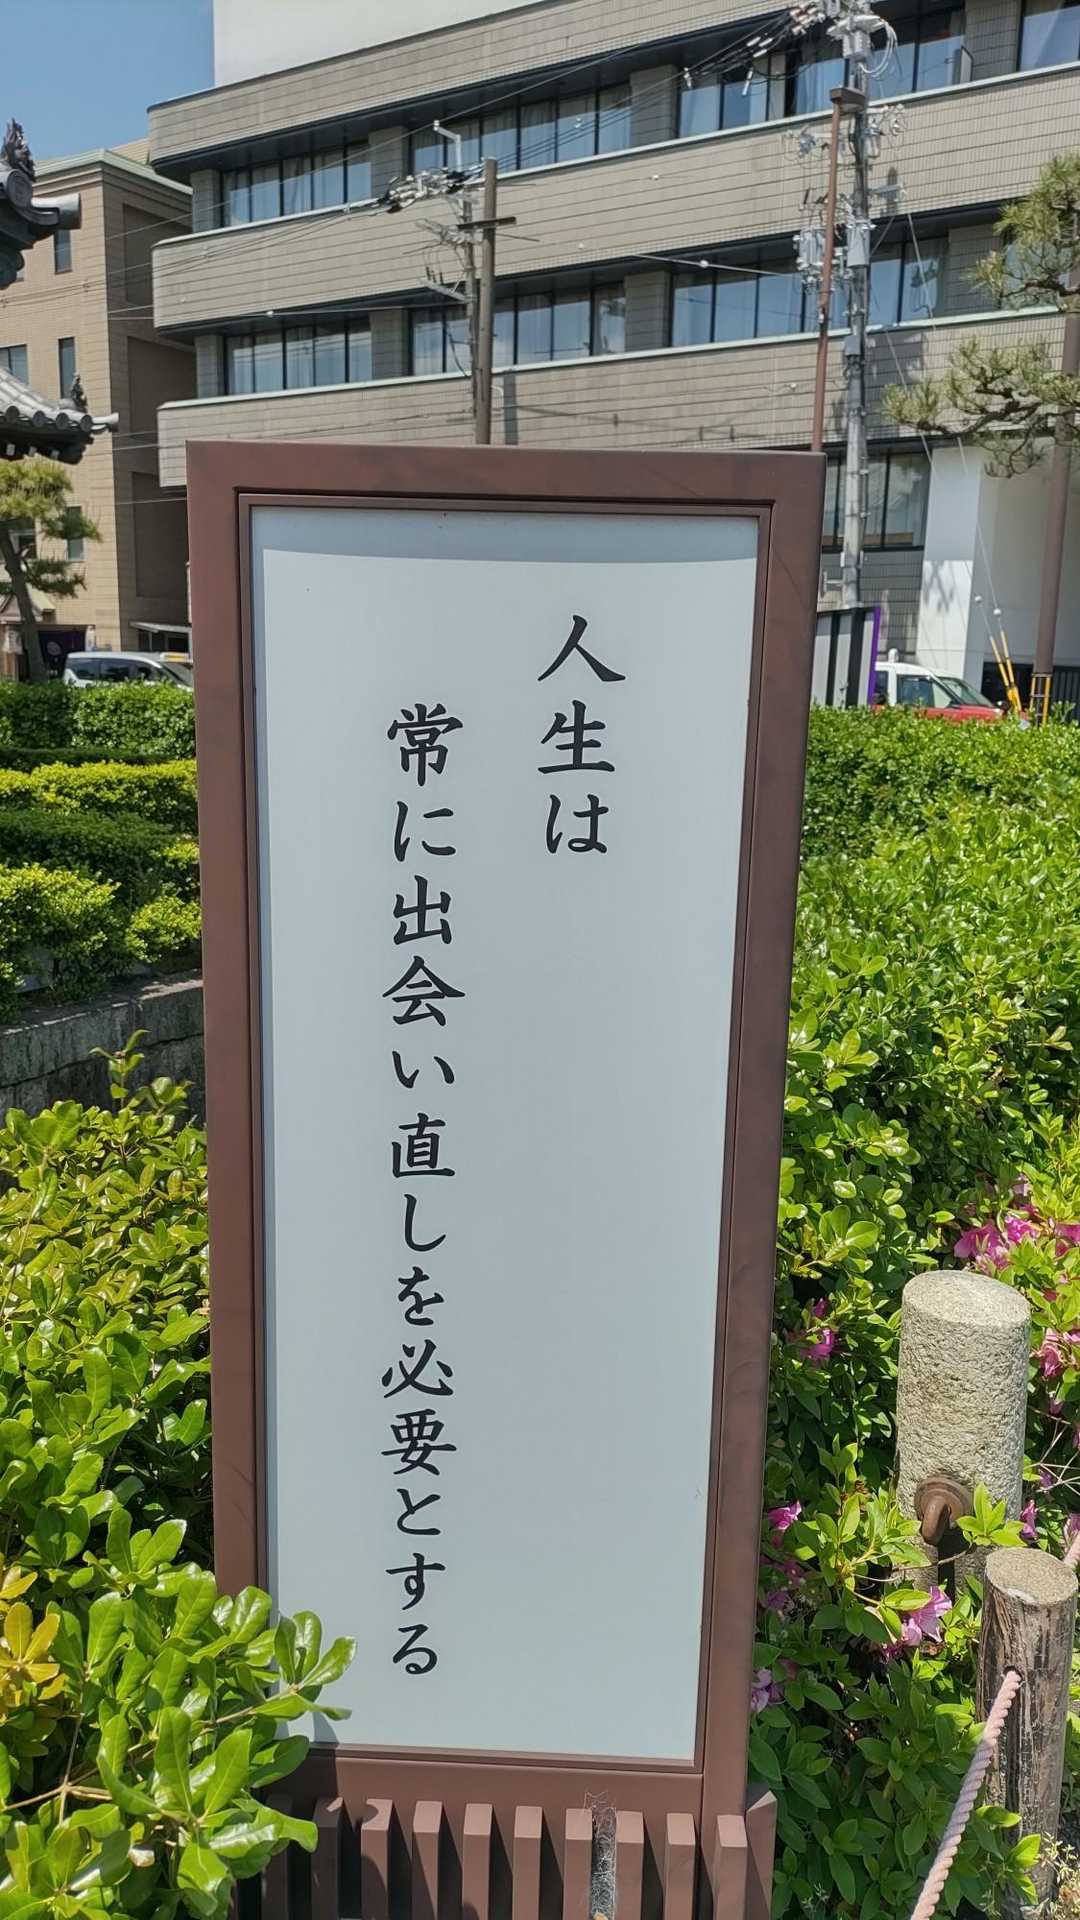 人生は
常に出会い直しを必要とする